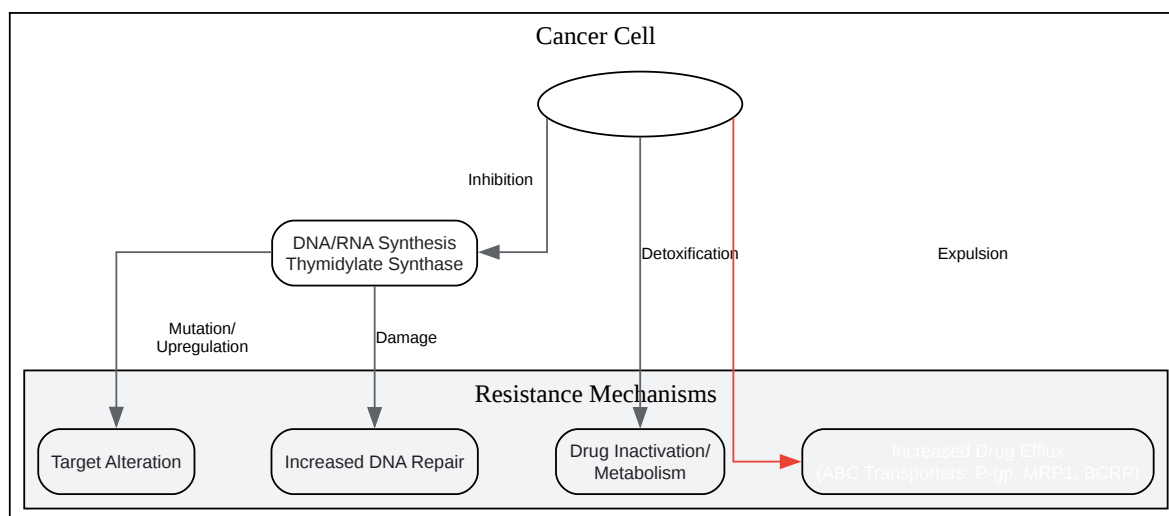 Cancer Cell
Inhibition
DNA/RNA Synthesis
Thymidylate Synthase
Detoxification
Expulsion
Mutation/
Upregulation
Damage
Resistance Mechanisms
Target Alteration
Increased DNA Repair
Drug Inactivation/
Metabolism
Increased Drug Efflux
(ABC Transporters: P-gp, MRP1, BCRP)